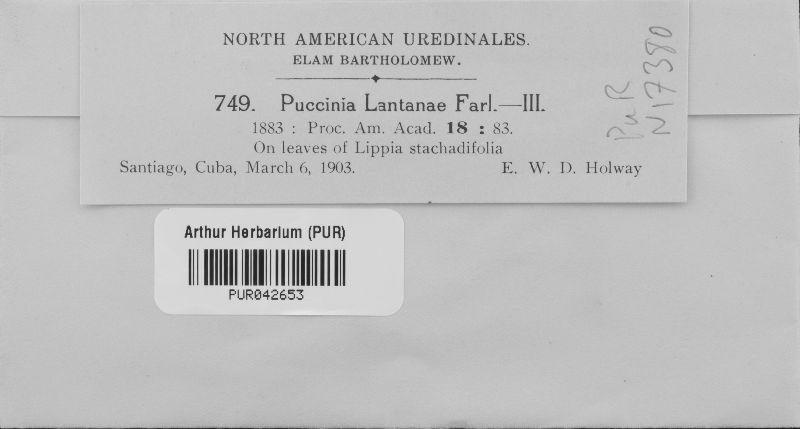 NORTH AMERICAN UREDINALES.
ELAM BARTHOLOMEW.
749. Puccinia Lantanae Farl.—III.
1883 : Proc. Am. Acad. 18 : 83.
On leaves of Lippia stachadifolia
Santiago, Cuba, March 6, 1903. E. W. D. Holway
PUR
N17380
Arthur Herbarium (PUR)
PUR042653